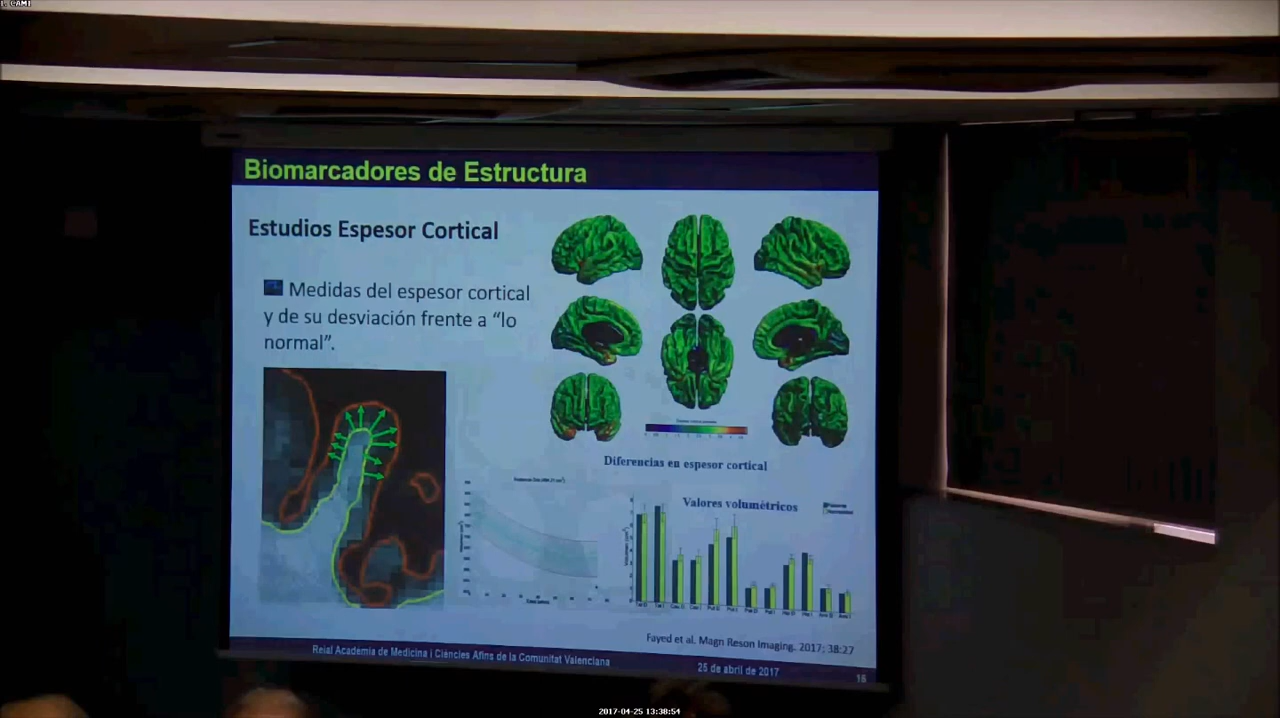 Biomarcadores de Estructura
Estudios Espesor Cortical
Medidas del espesor cortical
y de su desviación frente a “lo
normal”.
Diferencias en espesor cortical
Valores volumétricos
Fayed et al. Magn Reson Imaging. 2017; 38:27
Reial Acadèmia de Medicina i Ciències Afins de la Comunitat Valenciana
25 de abril de 2017
16
2017-04-25 13:38:54